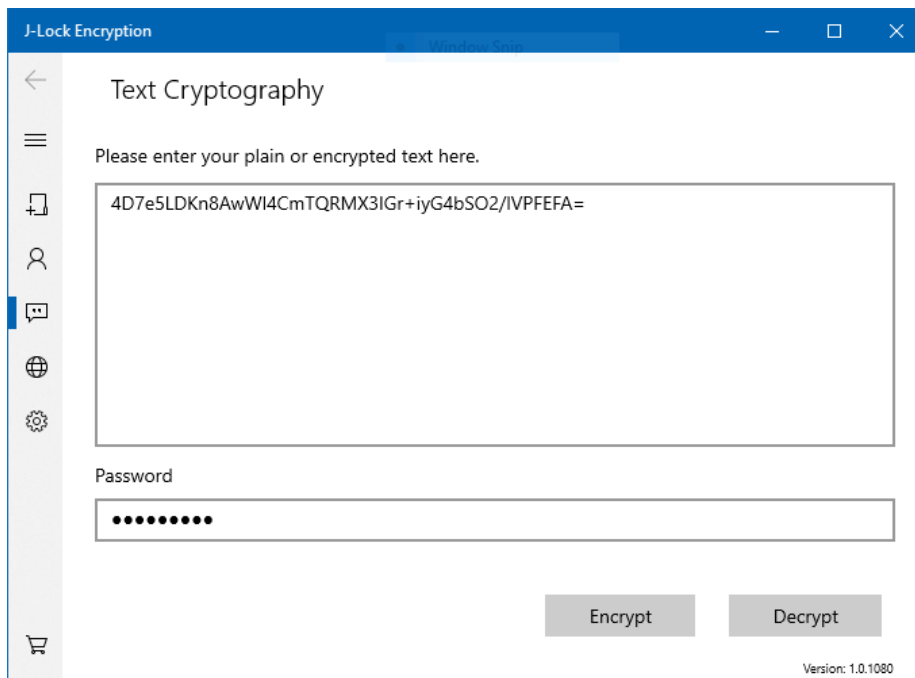 J-Lock Encryption
Window Snip
Text Cryptography
Please enter your plain or encrypted text here.
4D7e5LDKn8AwWI4CmTQRMX3IGr+iyG4bSO2/IVPFEFA=
Password
Encrypt
Decrypt
Version: 1.0.1080